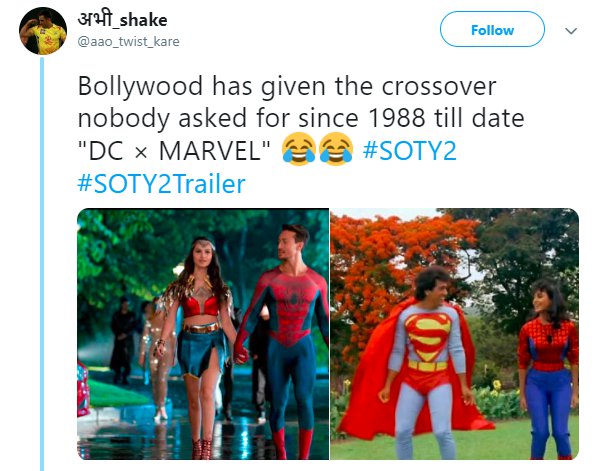 अभी_shake
@aao_twist_kare
Follow
Bollywood has given the crossover
nobody asked for since 1988 till date
"DC × MARVEL" 😂😂 #SOTY2
#SOTY2Trailer